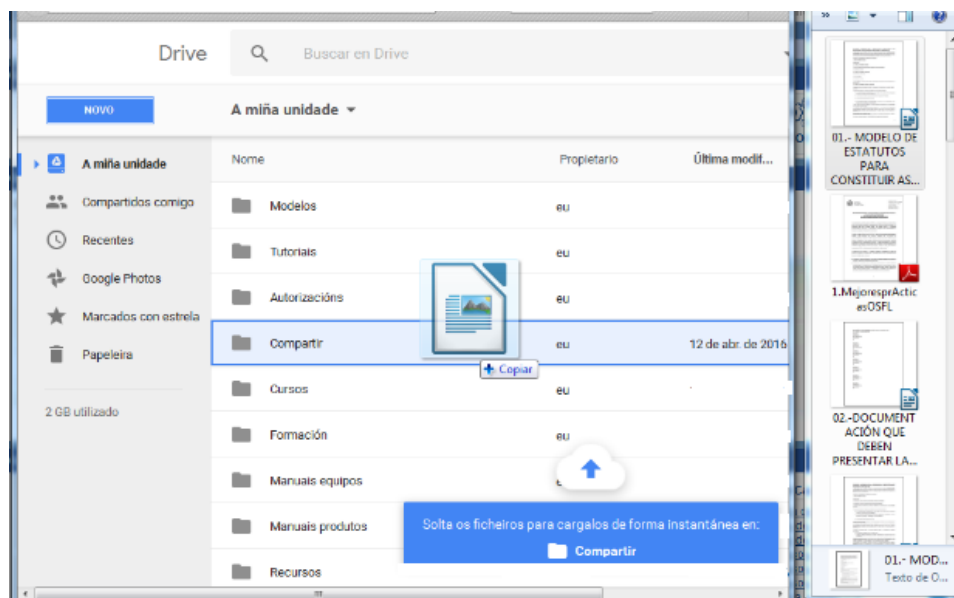 Drive
Buscar en Drive
NOVO
A miña unidade
A miña unidade
Compartidos comigo
Recentes
Google Photos
Marcados con estrela
Papeleira
2 GB utilizado
Nome Propietario Última modif...
Modelos eu
Tutoriais eu
Autorizacións eu
Compartir eu 12 de abr. de 2016
Copiar
Cursos eu
Formación eu
Manuais equipos
Manuais produtos
Recursos
Solta os ficheiros para cargalos de forma instantánea en:
Compartir
01.- MODELO DE
ESTATUTOS
PARA
CONSTITUIR AS...
1.MejoresprActic
esOSFL
02.-DOCUMENT
ACIÓN QUE
DEBEN
PRESENTAR LA...
01.- MOD...
Texto de O...